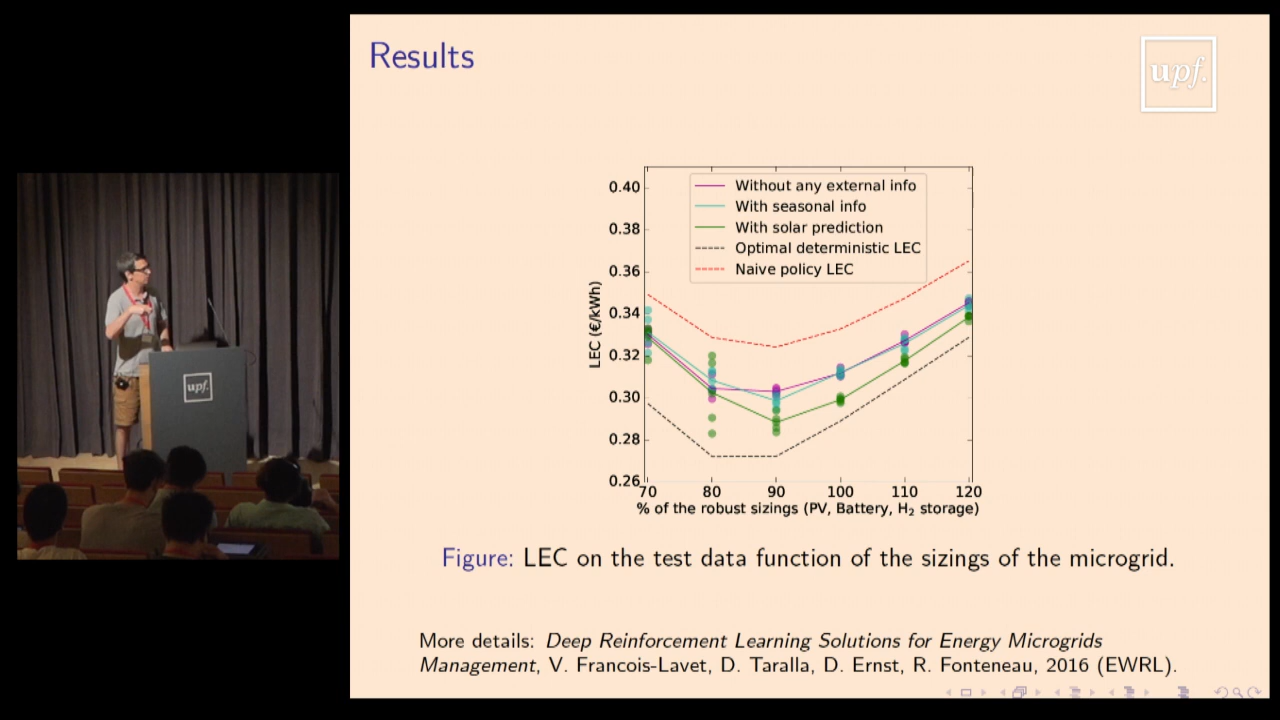 Results
upf.
0.40
0.38
0.36
0.34
0.32
0.30
0.28
0.26
LEC (€/kWh)
Without any external info
With seasonal info
With solar prediction
Optimal deterministic LEC
Naive policy LEC
70 80 90 100 110 120
% of the robust sizings (PV, Battery, H₂ storage)
Figure: LEC on the test data function of the sizings of the microgrid.
More details: Deep Reinforcement Learning Solutions for Energy Microgrids
Management, V. Francois-Lavet, D. Taralla, D. Ernst, R. Fonteneau, 2016 (EWRL).
upf.